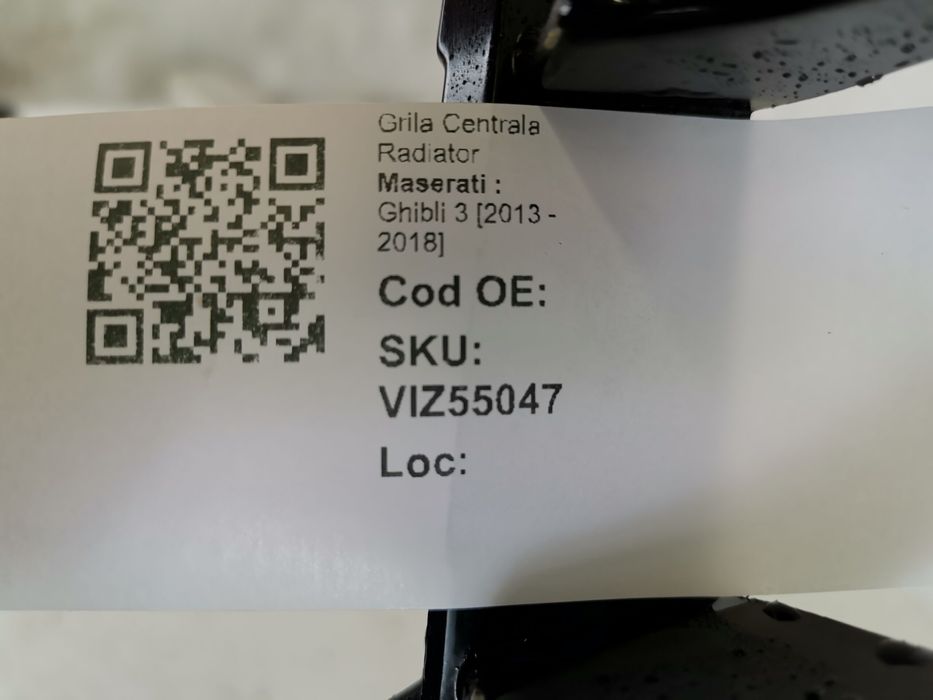 Grila Centrala
Radiator
Maserati :
Ghibli 3 [2013 -
2018]
Cod OE:
SKU:
VIZ55047
Loc: